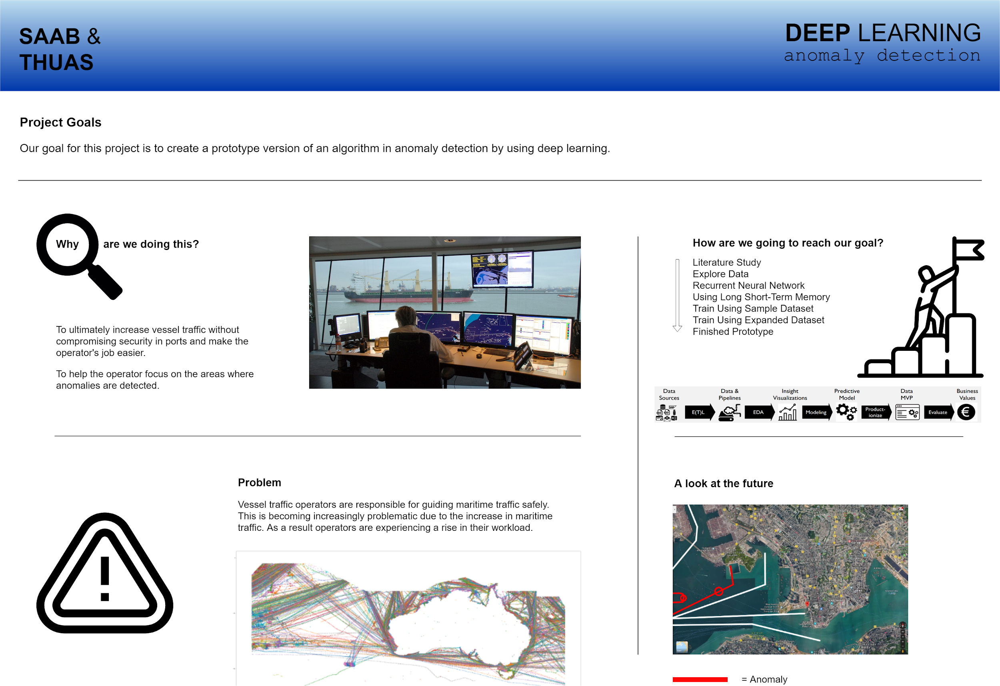 SAAB &
THUAS
DEEP LEARNING
anomaly detection
Project Goals
Our goal for this project is to create a prototype version of an algorithm in anomaly detection by using deep learning.
Why are we doing this?
To ultimately increase vessel traffic without
compromising security in ports and make the
operator's job easier.
To help the operator focus on the areas where
anomalies are detected.
How are we going to reach our goal?
Literature Study
Explore Data
Recurrent Neural Network
Using Long Short-Term Memory
Train Using Sample Dataset
Train Using Expanded Dataset
Finished Prototype
Data
Sources
E(T)L
Data &
Pipelines
EDA
Insight
Visualizations
Modeling
Predictive
Model
Product-
ionize
Data
MVP
Evaluate
Business
Values
€
Problem
Vessel traffic operators are responsible for guiding maritime traffic safely.
This is becoming increasingly problematic due to the increase in maritime
traffic. As a result operators are experiencing a rise in their workload.
A look at the future
Hongkong
= Anomaly